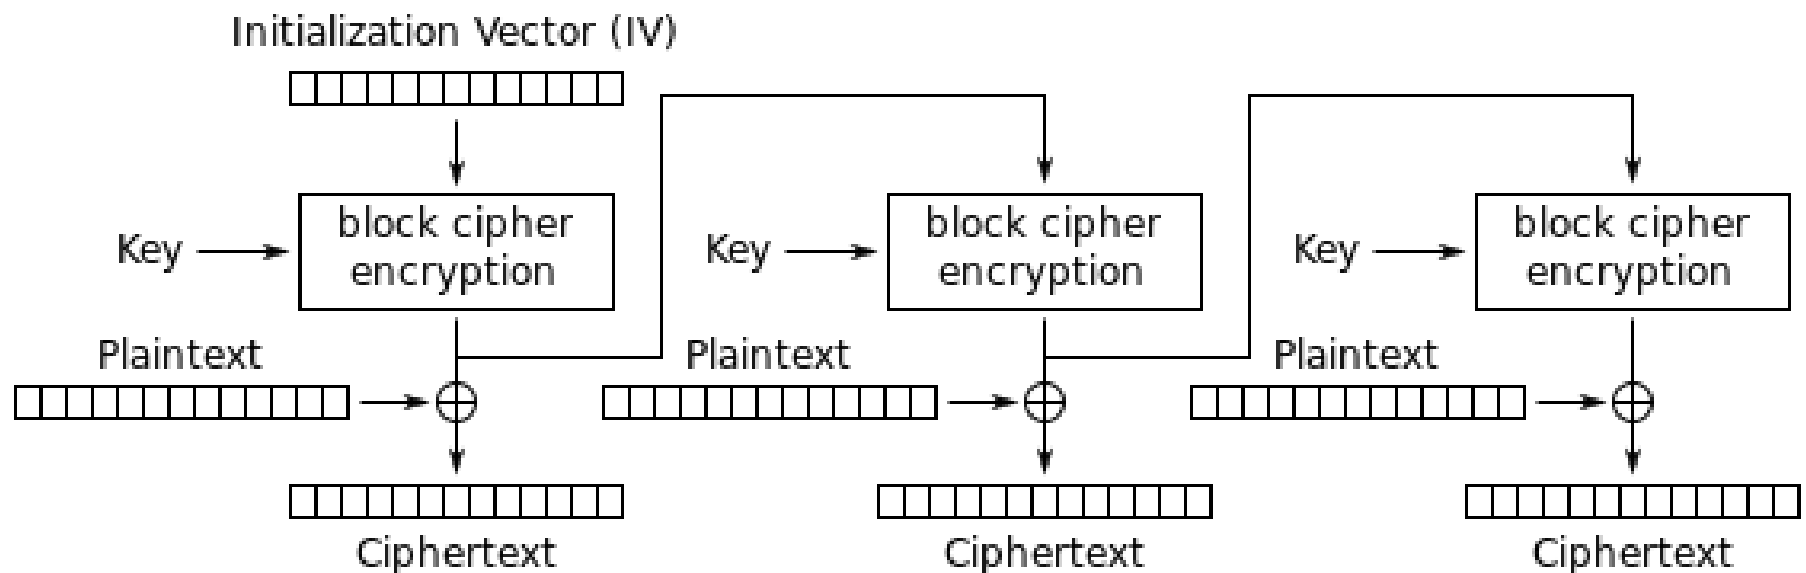 Initialization Vector (IV)
Key
block cipher
encryption
Key
block cipher
encryption
Key
block cipher
encryption
Plaintext
Plaintext
Plaintext
Ciphertext
Ciphertext
Ciphertext